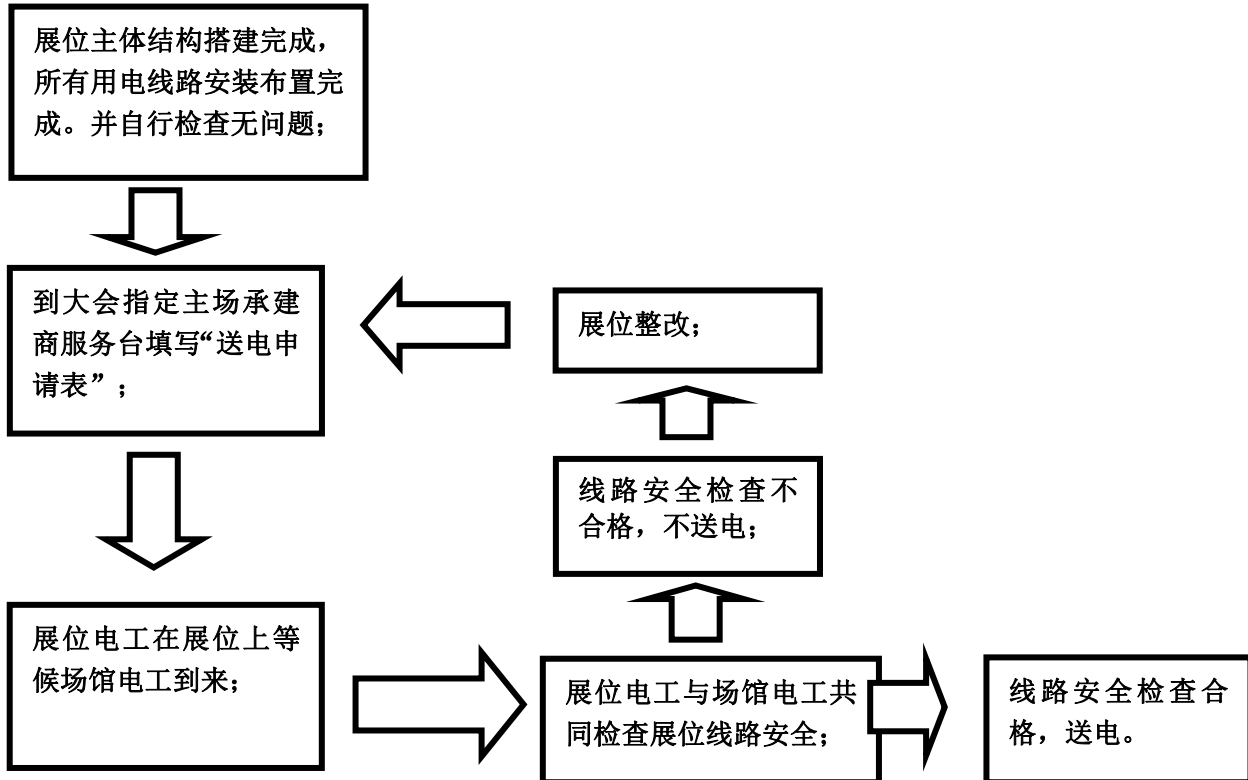 展位主体结构搭建完成，
所有用电线路安装布置完
成。并自行检查无问题；
到大会指定主场承建
商服务台填写“送电申
请表”；
展位电工在展位上等
候场馆电工到来；
展位电工与场馆电工共
同检查展位线路安全；
线路安全检查不
合格，不送电；
展位整改；
线路安全检查合
格，送电。